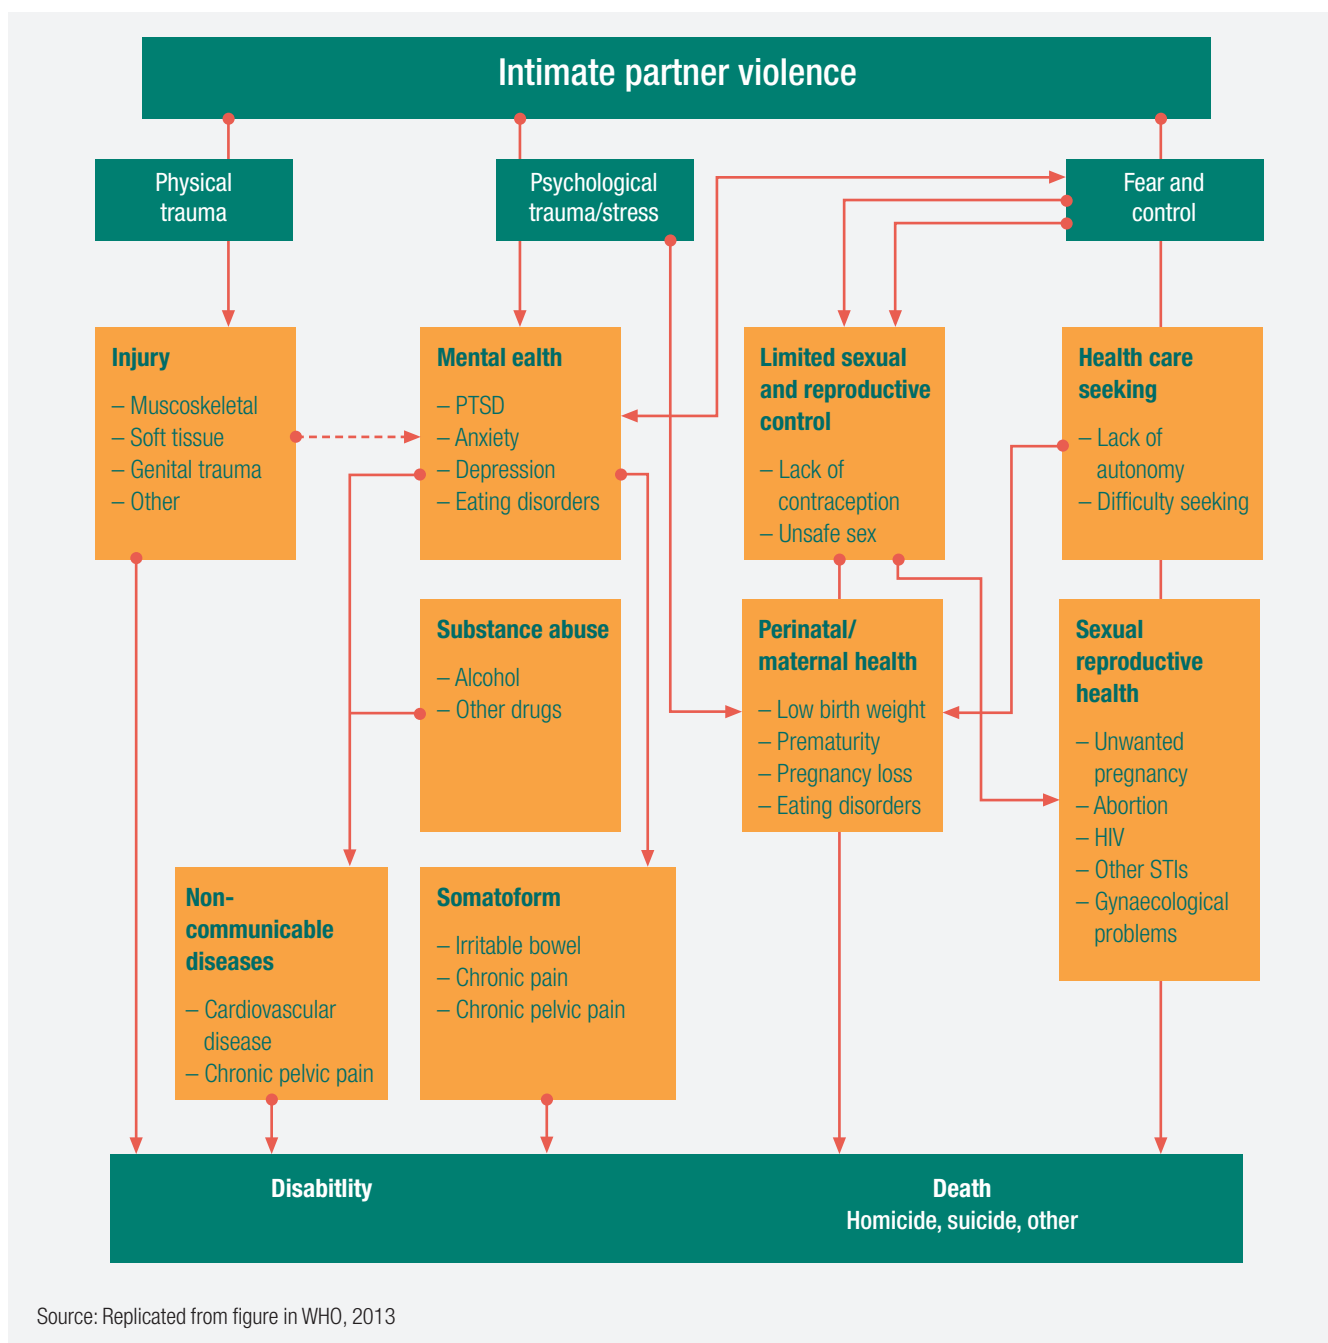 Intimate partner violence
Physical
trauma
Psychological
trauma/stress
Fear and
control
Injury
– Muscoskeletal
– Soft tissue
– Genital trauma
– Other
Mental ealth
– PTSD
– Anxiety
– Depression
– Eating disorders
Limited sexual
and reproductive
control
– Lack of
contraception
– Unsafe sex
Health care
seeking
– Lack of
autonomy
– Difficulty seeking
Substance abuse
– Alcohol
– Other drugs
Perinatal/
maternal health
– Low birth weight
– Prematurity
– Pregnancy loss
– Eating disorders
Sexual
reproductive
health
– Unwanted
pregnancy
– Abortion
– HIV
– Other STIs
– Gynaecological
problems
Non-
communicable
diseases
– Cardiovascular
disease
– Chronic pelvic pain
Somatoform
– Irritable bowel
– Chronic pain
– Chronic pelvic pain
Disabitlity
Death
Homicide, suicide, other
Source: Replicated from figure in WHO, 2013